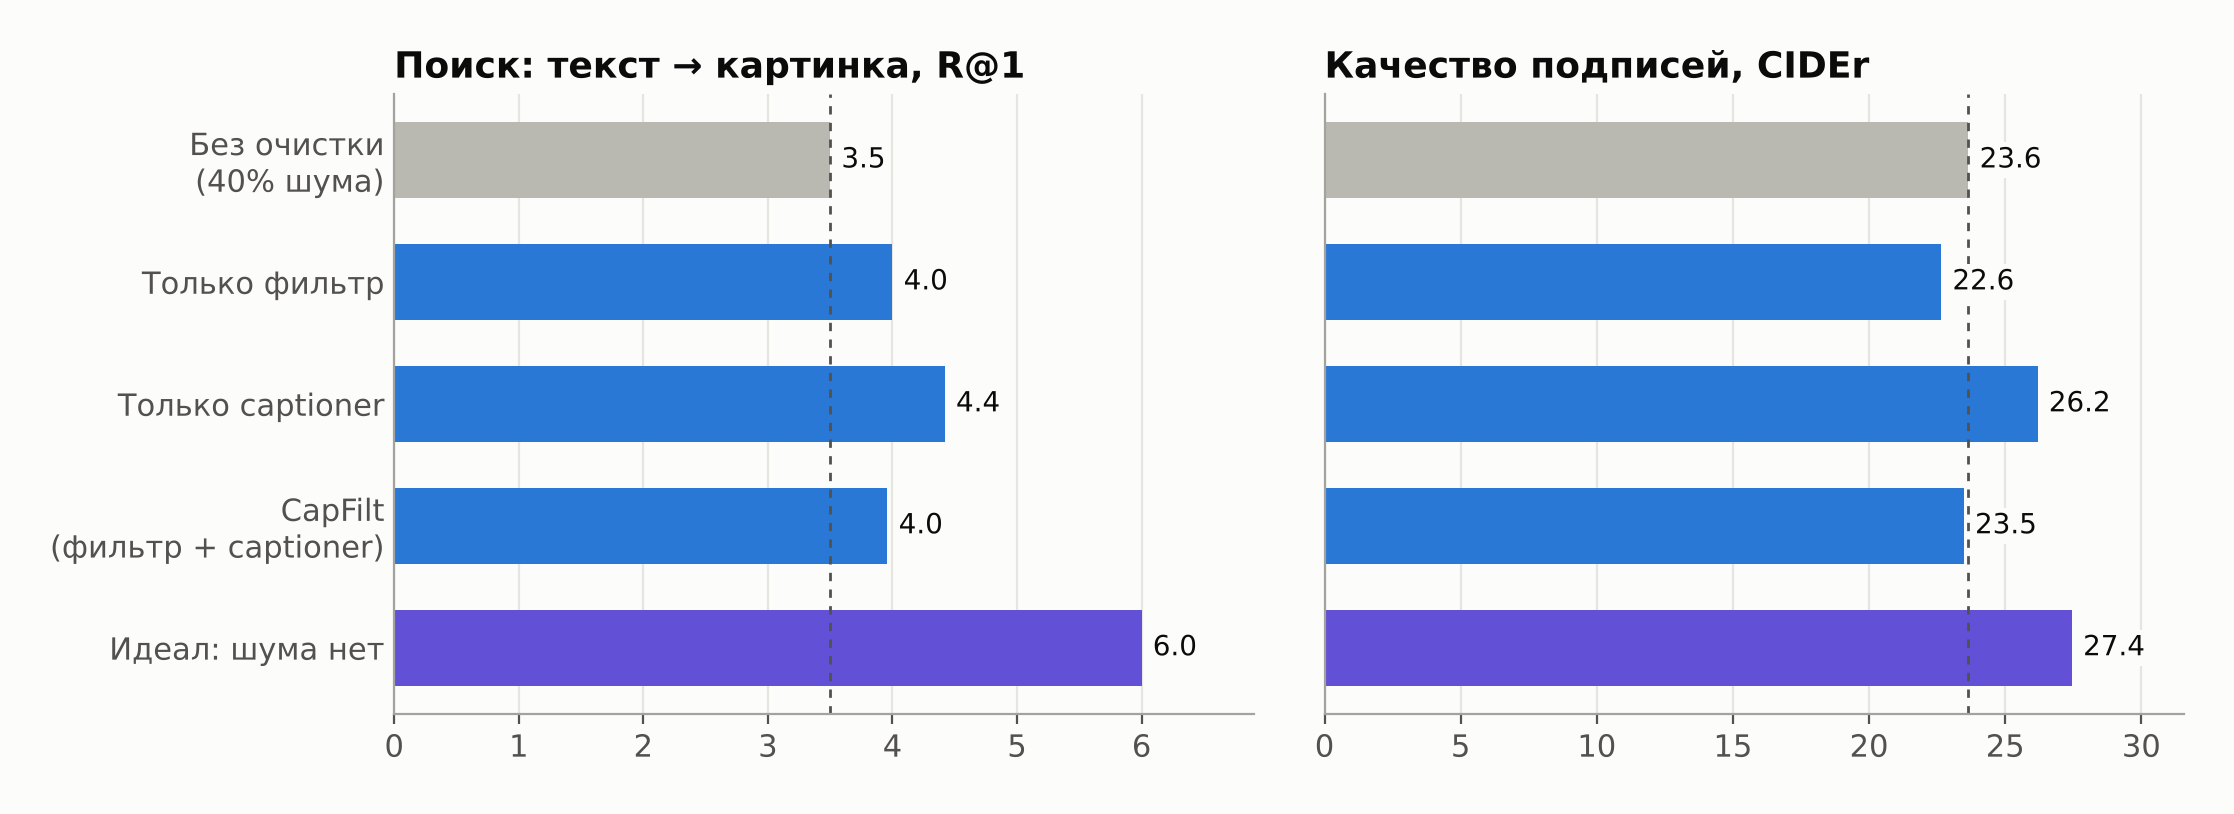 Поиск: текст → картинка, R@1
Без очистки
(40% шума)
3.5
Только фильтр
4.0
Только captioner
4.4
CapFilt
(фильтр + captioner)
4.0
Идеал: шума нет
6.0
0 1 2 3 4 5 6
Качество подписей, CIDEr
23.6
22.6
26.2
23.5
27.4
0 5 10 15 20 25 30